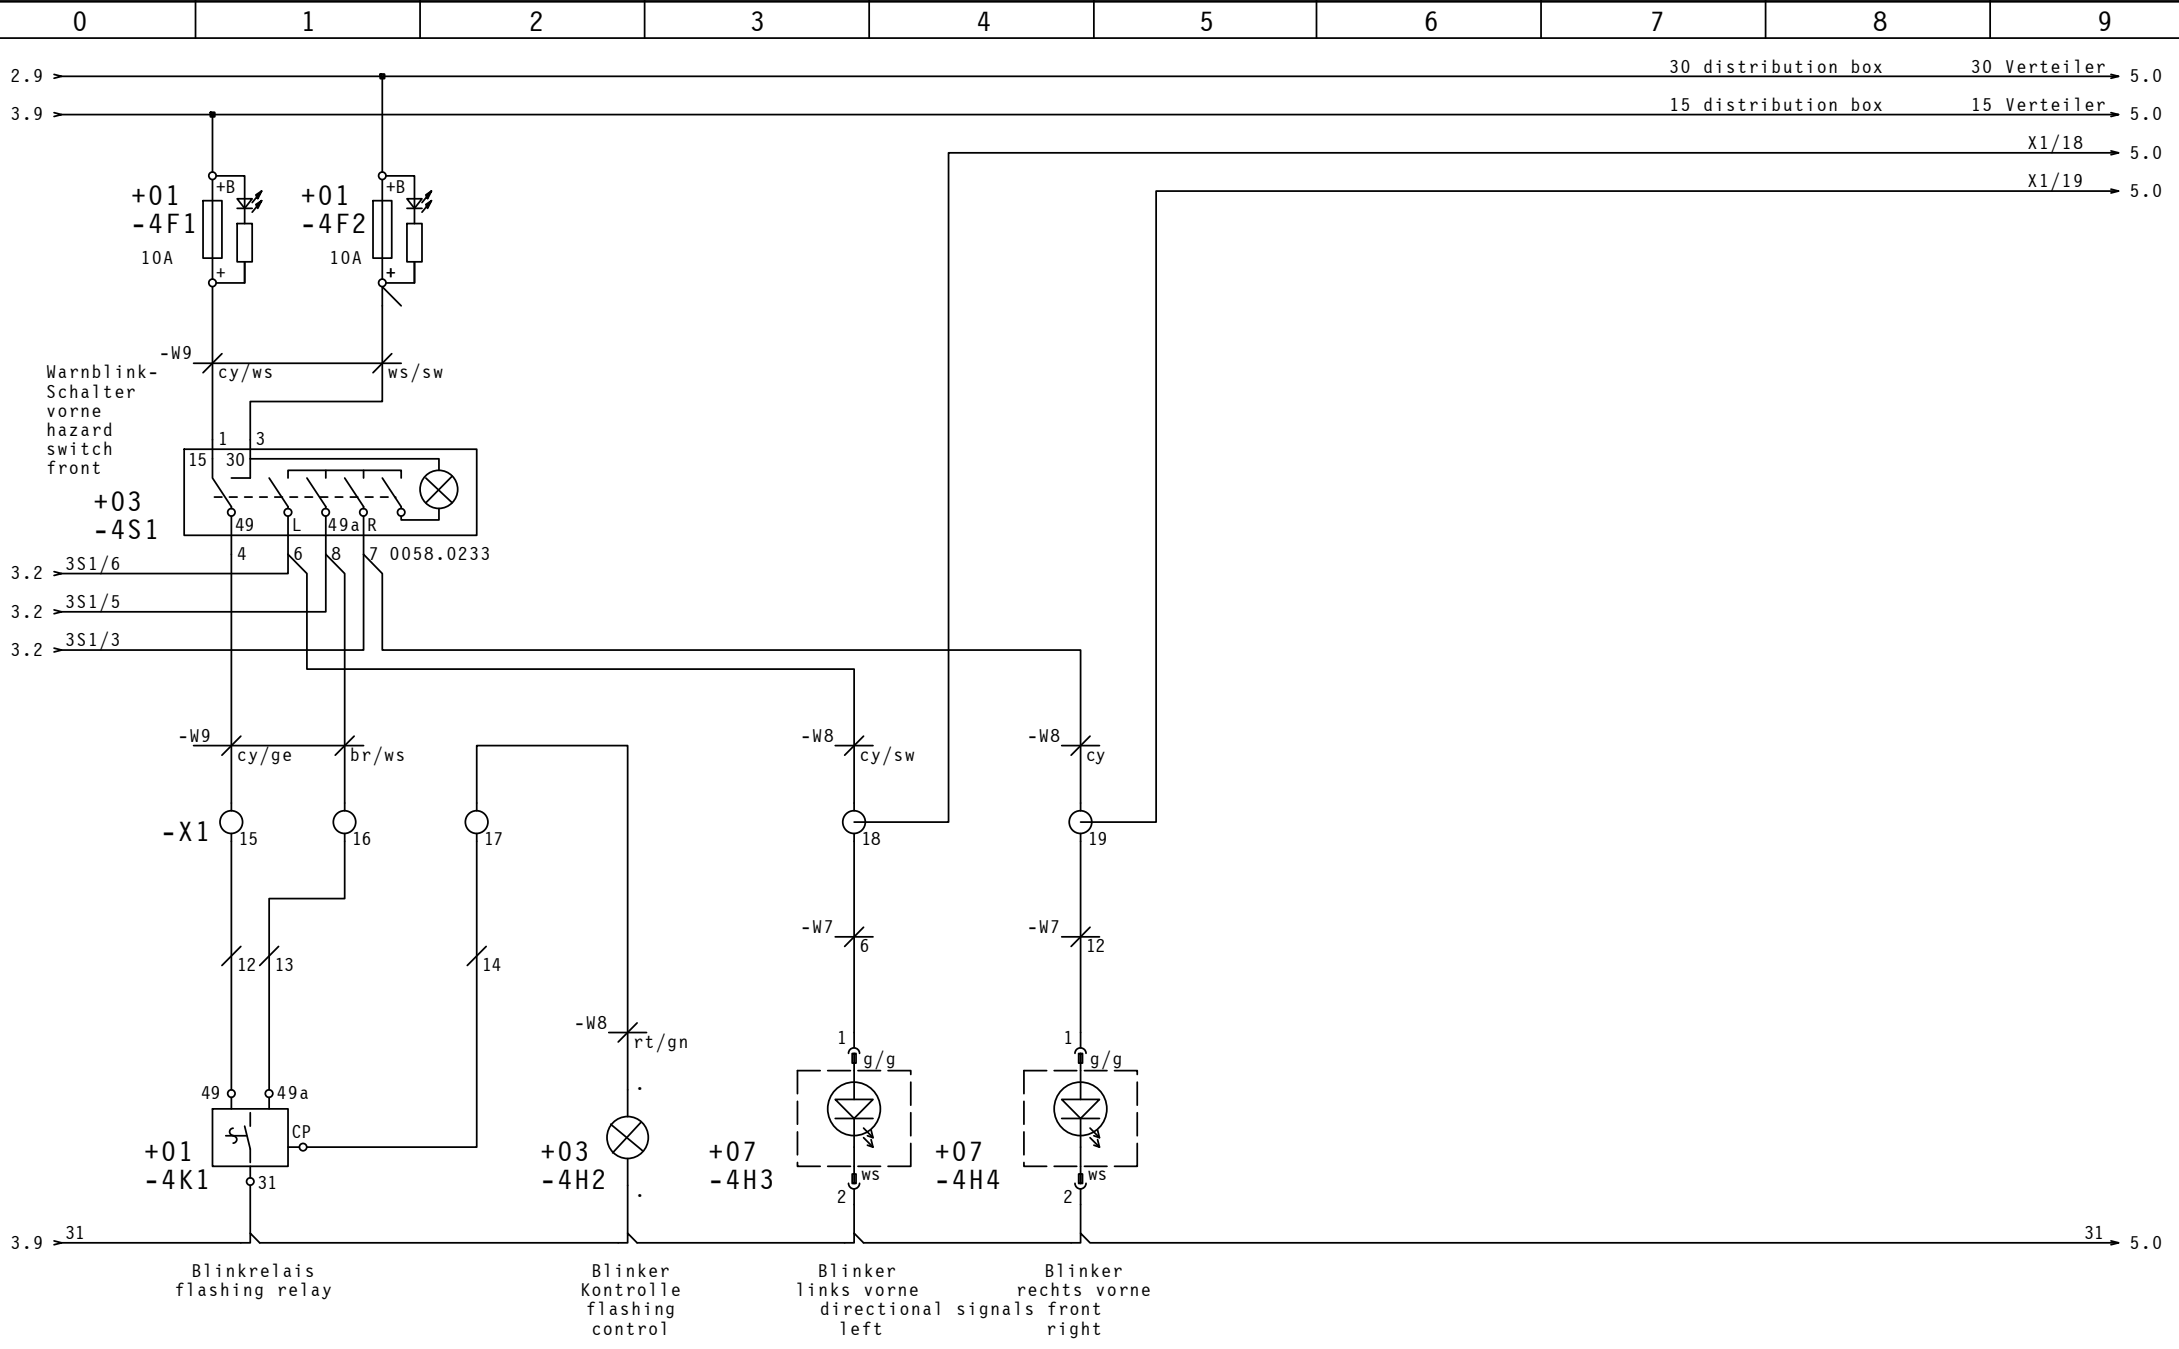 0 1 2 3 4 5 6 7 8 9
2.9 30 distribution box 30 Verteiler 5.0
3.9 15 distribution box 15 Verteiler 5.0
X1/18 5.0
X1/19 5.0
+B +B
+01 +01
-4F1 -4F2
10A 10A
+ +
-W9
cy/ws ws/sw
Warnblink-
Schalter
vorne
hazard
switch
front
1 3
15 30
+03
-4S1
49 L 49a R
4 6 8 7 0058.0233
3.2 3S1/6
3.2 3S1/5
3.2 3S1/3
-W9 -W8 -W8
cy/ge br/ws cy/sw cy
-X1 15 16 17 18 19
-W7 -W7
6 12
12 13 14
-W8
rt/gn
1 1
g/g g/g
49 49a
CP
+01 +03 +07 +07
-4K1 -4H2 -4H3 -4H4
31
ws ws
2 2
3.9 31 31 5.0
Blinkrelais
flashing relay
Blinker
Kontrolle
flashing
control
Blinker Blinker
links vorne rechts vorne
directional signals front
left right